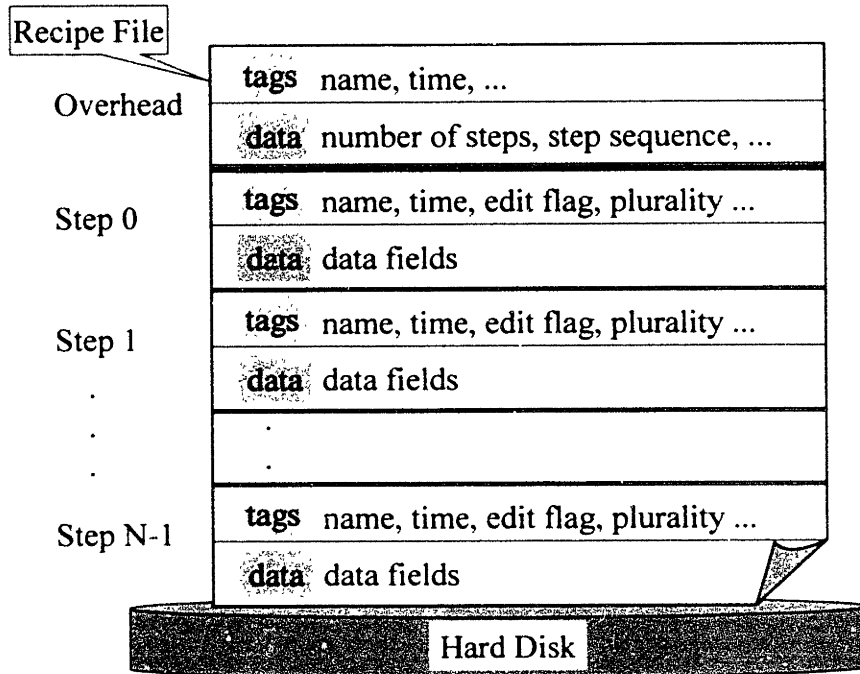 Recipe File
tags name, time, ...
Overhead
data number of steps, step sequence, ...
tags name, time, edit flag, plurality ...
Step 0
data data fields
tags name, time, edit flag, plurality ...
Step 1
data data fields
.
.
.
.
.
tags name, time, edit flag, plurality ...
Step N-1
data data fields
Hard Disk